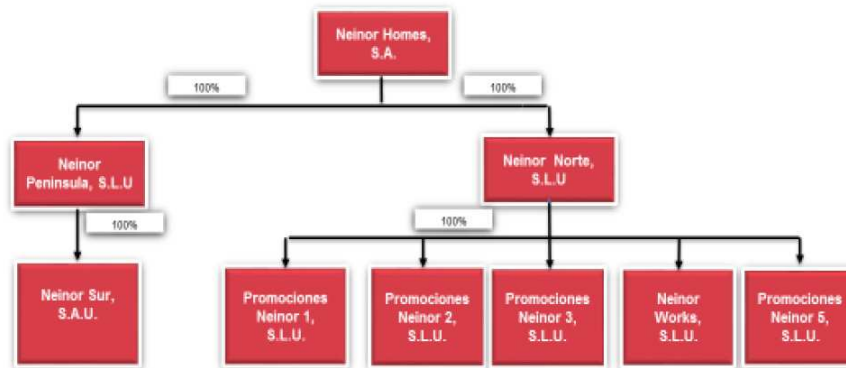 Neinor Homes,
S.A.
100%
100%
Neinor
Peninsula, S.L.U
Neinor Norte,
S.L.U
100%
100%
Neinor Sur,
S.A.U.
Promociones
Neinor 1,
S.L.U.
Promociones
Neinor 2,
S.L.U.
Promociones
Neinor 3,
S.L.U.
Neinor
Works,
S.L.U.
Promociones
Neinor 5,
S.L.U.